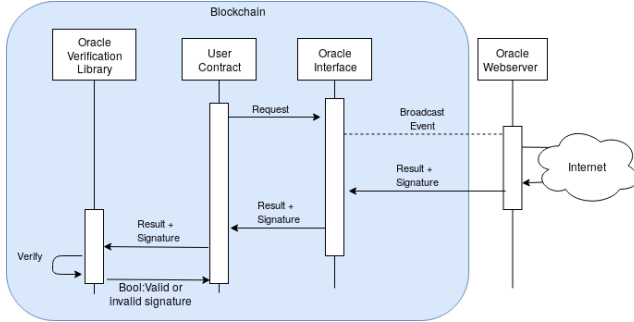 Blockchain
Oracle
Verification
Library
User
Contract
Oracle
Interface
Oracle
Webserver
Request
Broadcast
Event
Internet
Result +
Signature
Result +
Signature
Result +
Signature
Verify
Bool:Valid or
invalid signature